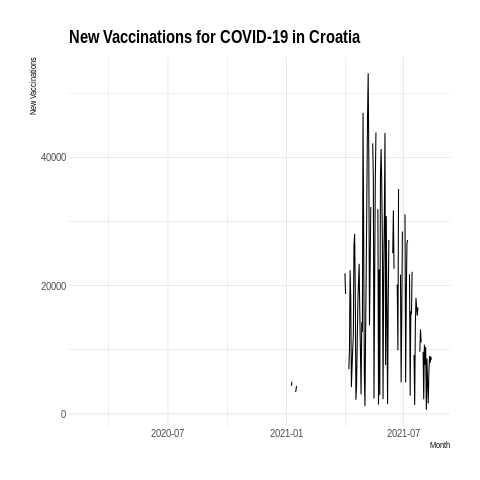 New Vaccinations for COVID-19 in Croatia
New Vaccinations
40000
20000
0
2020-07
2021-01
2021-07
Month